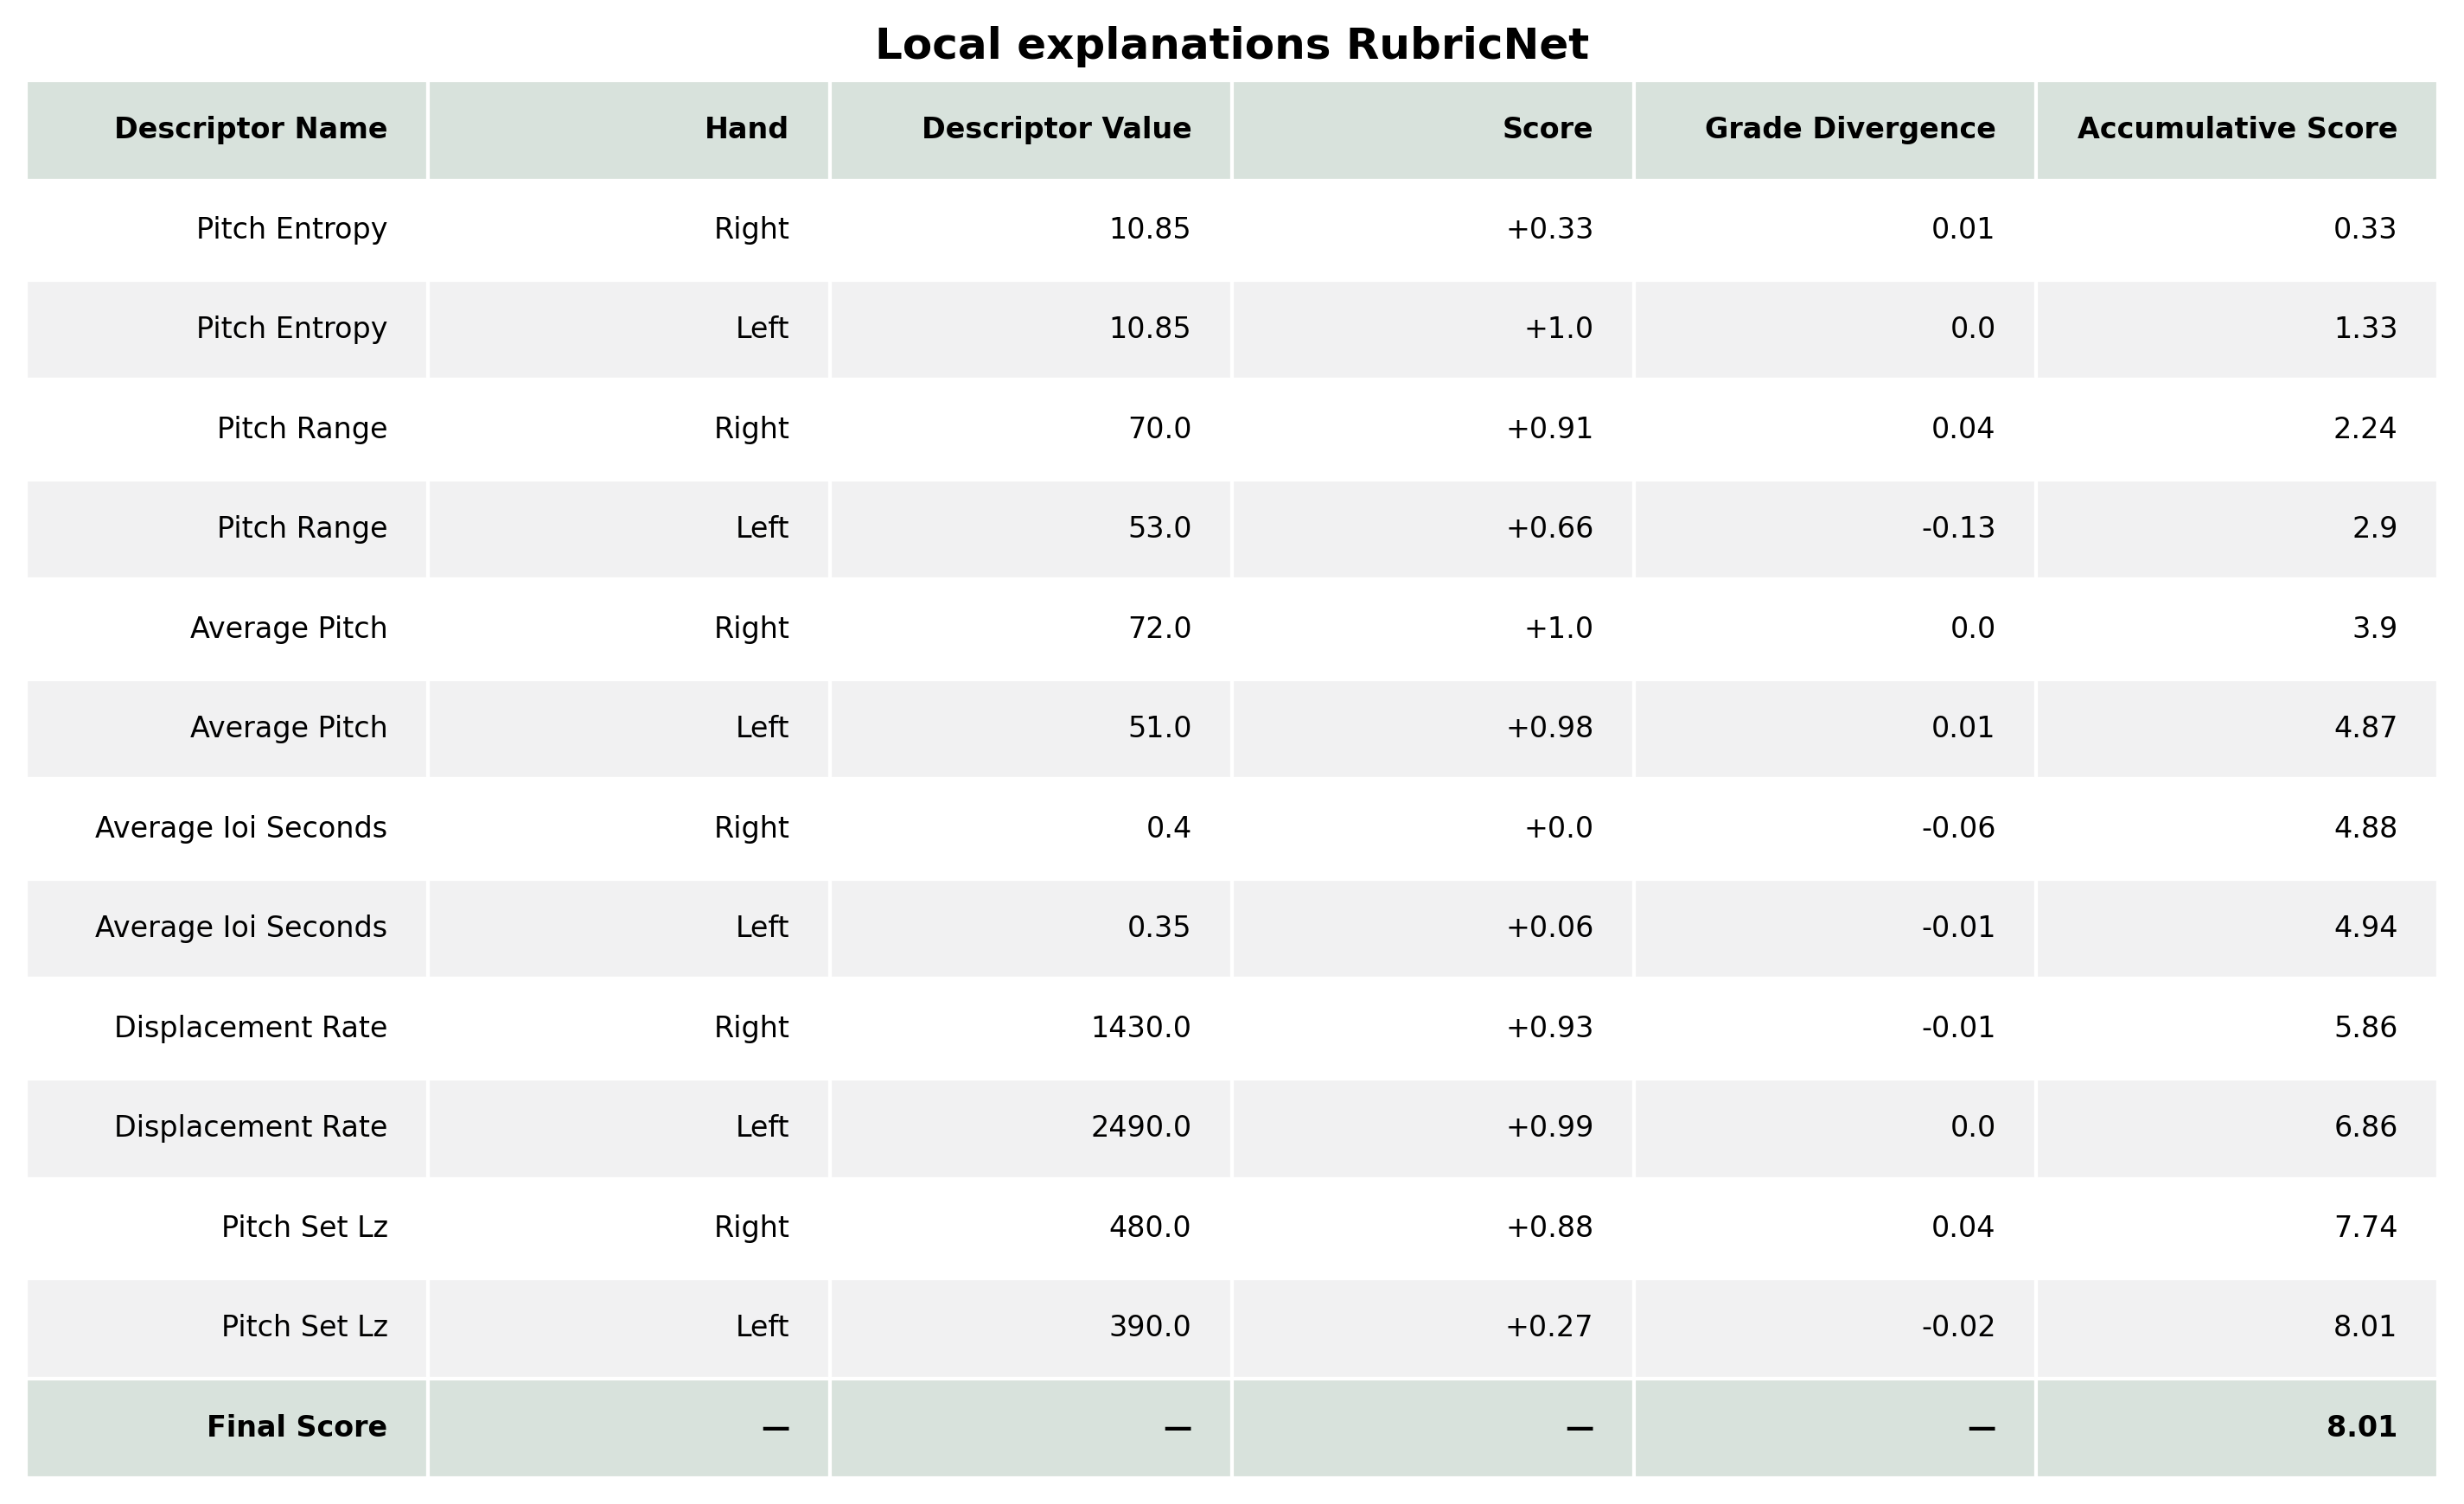 Local explanations RubricNet
Descriptor Name Hand Descriptor Value Score Grade Divergence Accumulative Score
Pitch Entropy Right 10.85 +0.33 0.01 0.33
Pitch Entropy Left 10.85 +1.0 0.0 1.33
Pitch Range Right 70.0 +0.91 0.04 2.24
Pitch Range Left 53.0 +0.66 -0.13 2.9
Average Pitch Right 72.0 +1.0 0.0 3.9
Average Pitch Left 51.0 +0.98 0.01 4.87
Average Ioi Seconds Right 0.4 +0.0 -0.06 4.88
Average Ioi Seconds Left 0.35 +0.06 -0.01 4.94
Displacement Rate Right 1430.0 +0.93 -0.01 5.86
Displacement Rate Left 2490.0 +0.99 0.0 6.86
Pitch Set Lz Right 480.0 +0.88 0.04 7.74
Pitch Set Lz Left 390.0 +0.27 -0.02 8.01
Final Score — — — — 8.01